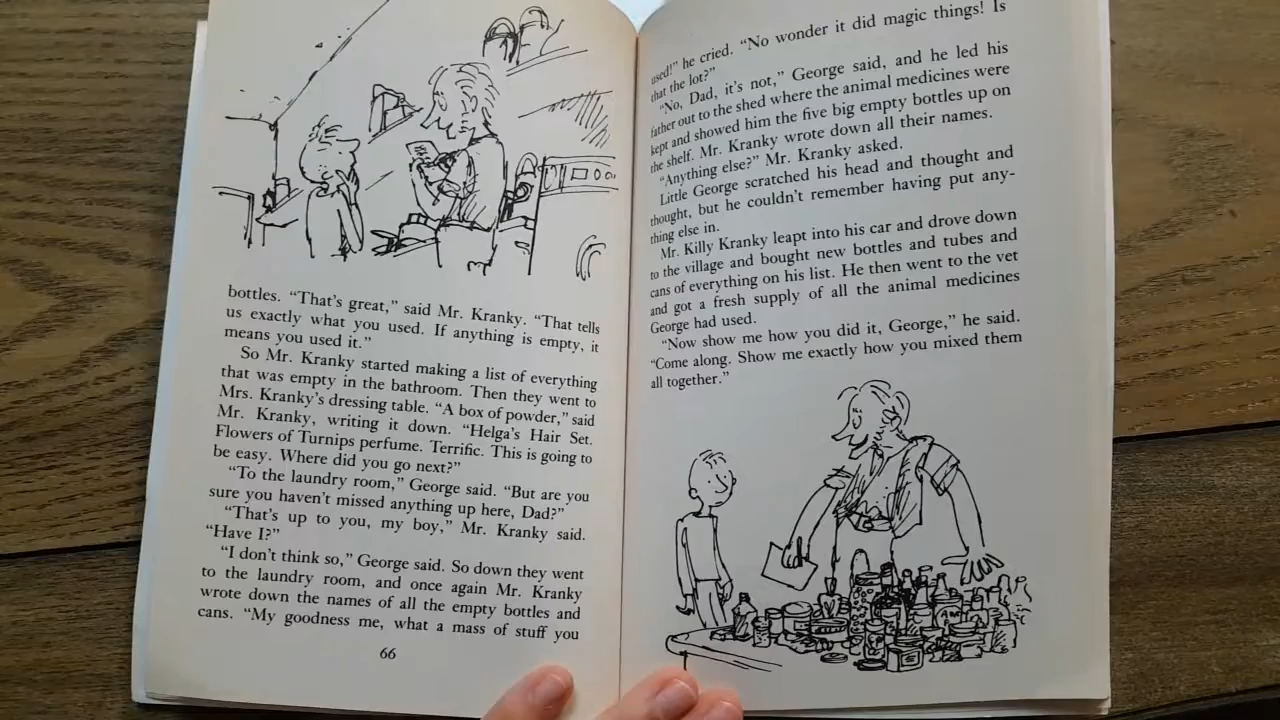 bottles. “That's great,” said Mr. Kranky. “That tells
us exactly what you used. If anything is empty, it
means you used it.”
So Mr. Kranky started making a list of everything
that was empty in the bathroom. Then they went to
Mrs. Kranky's dressing table. “A box of powder,” said
Mr. Kranky, writing it down. “Helga's Hair Set.
Flowers of Turnips perfume. Terrific. This is going to
be easy. Where did you go next?”
“To the laundry room,” George said. “But are you
sure you haven't missed anything up here, Dad?”
“That's up to you, my boy,” Mr. Kranky said.
“Have I?”
“I don't think so,” George said. So down they went
to the laundry room, and once again Mr. Kranky
wrote down the names of all the empty bottles and
cans. “My goodness me, what a mass of stuff you
66
used!” he cried. “No wonder it did magic things! Is
that the lot?”
“No, Dad, it's not,” George said, and he led his
father out to the shed where the animal medicines were
kept and showed him the five big empty bottles up on
the shelf. Mr. Kranky wrote down all their names.
“Anything else?” Mr. Kranky asked.
Little George scratched his head and thought and
thought, but he couldn't remember having put any-
thing else in.
Mr. Killy Kranky leapt into his car and drove down
to the village and bought new bottles and tubes and
cans of everything on his list. He then went to the vet
and got a fresh supply of all the animal medicines
George had used.
“Now show me how you did it, George,” he said.
“Come along. Show me exactly how you mixed them
all together.”